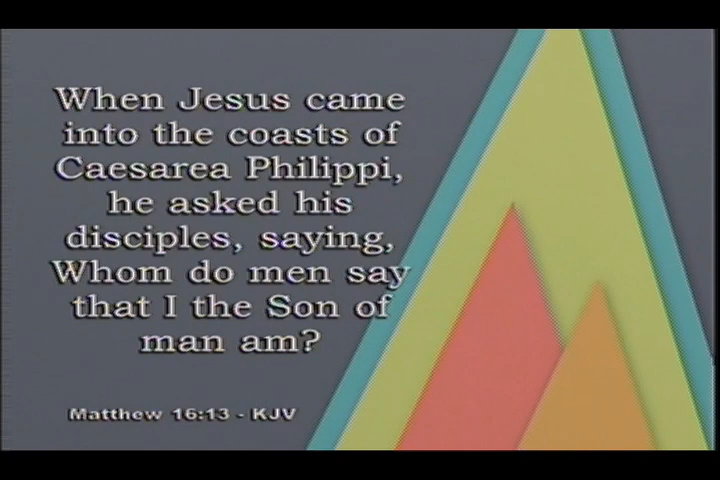 When Jesus came
into the coasts of
Caesarea Philippi,
he asked his
disciples, saying,
Whom do men say
that I the Son of
man am?
Matthew 16:13 - KJV